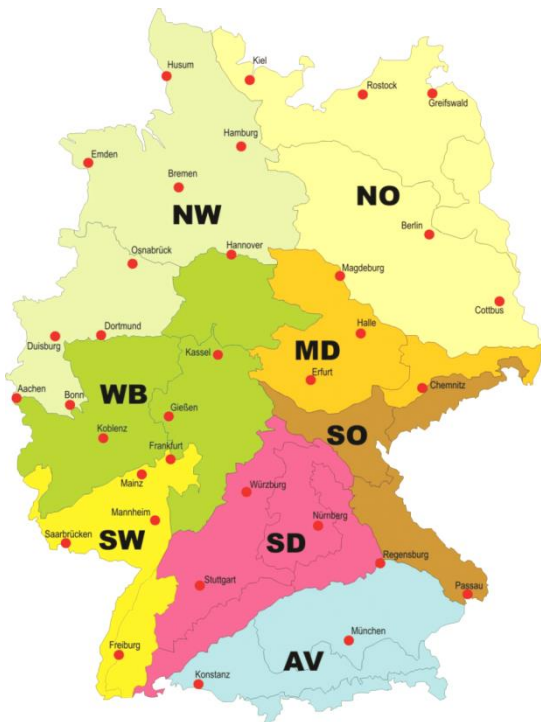 Husum
Kiel
Rostock
Greifswald
Hamburg
Emden
Bremen
NW
NO
Berlin
Hannover
Osnabrück
Magdeburg
Cottbus
Dortmund
Halle
Duisburg
Kassel
MD
Erfurt
Aachen
Bonn
WB
Chemnitz
Gießen
Koblenz
SO
Frankfurt
Mainz
Würzburg
Mannheim
Nürnberg
Saarbrücken
SW
SD
Regensburg
Stuttgart
Passau
München
Freiburg
AV
Konstanz